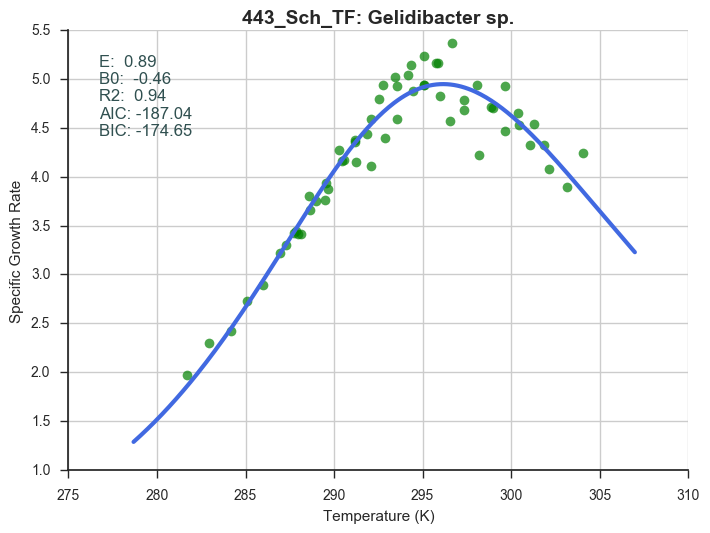 443_Sch_TF: Gelidibacter sp.
E:  0.89
B0:  -0.46
R2:  0.94
AIC: -187.04
BIC: -174.65
Specific Growth Rate
5.5
5.0
4.5
4.0
3.5
3.0
2.5
2.0
1.5
1.0
275 280 285 290 295 300 305 310
Temperature (K)